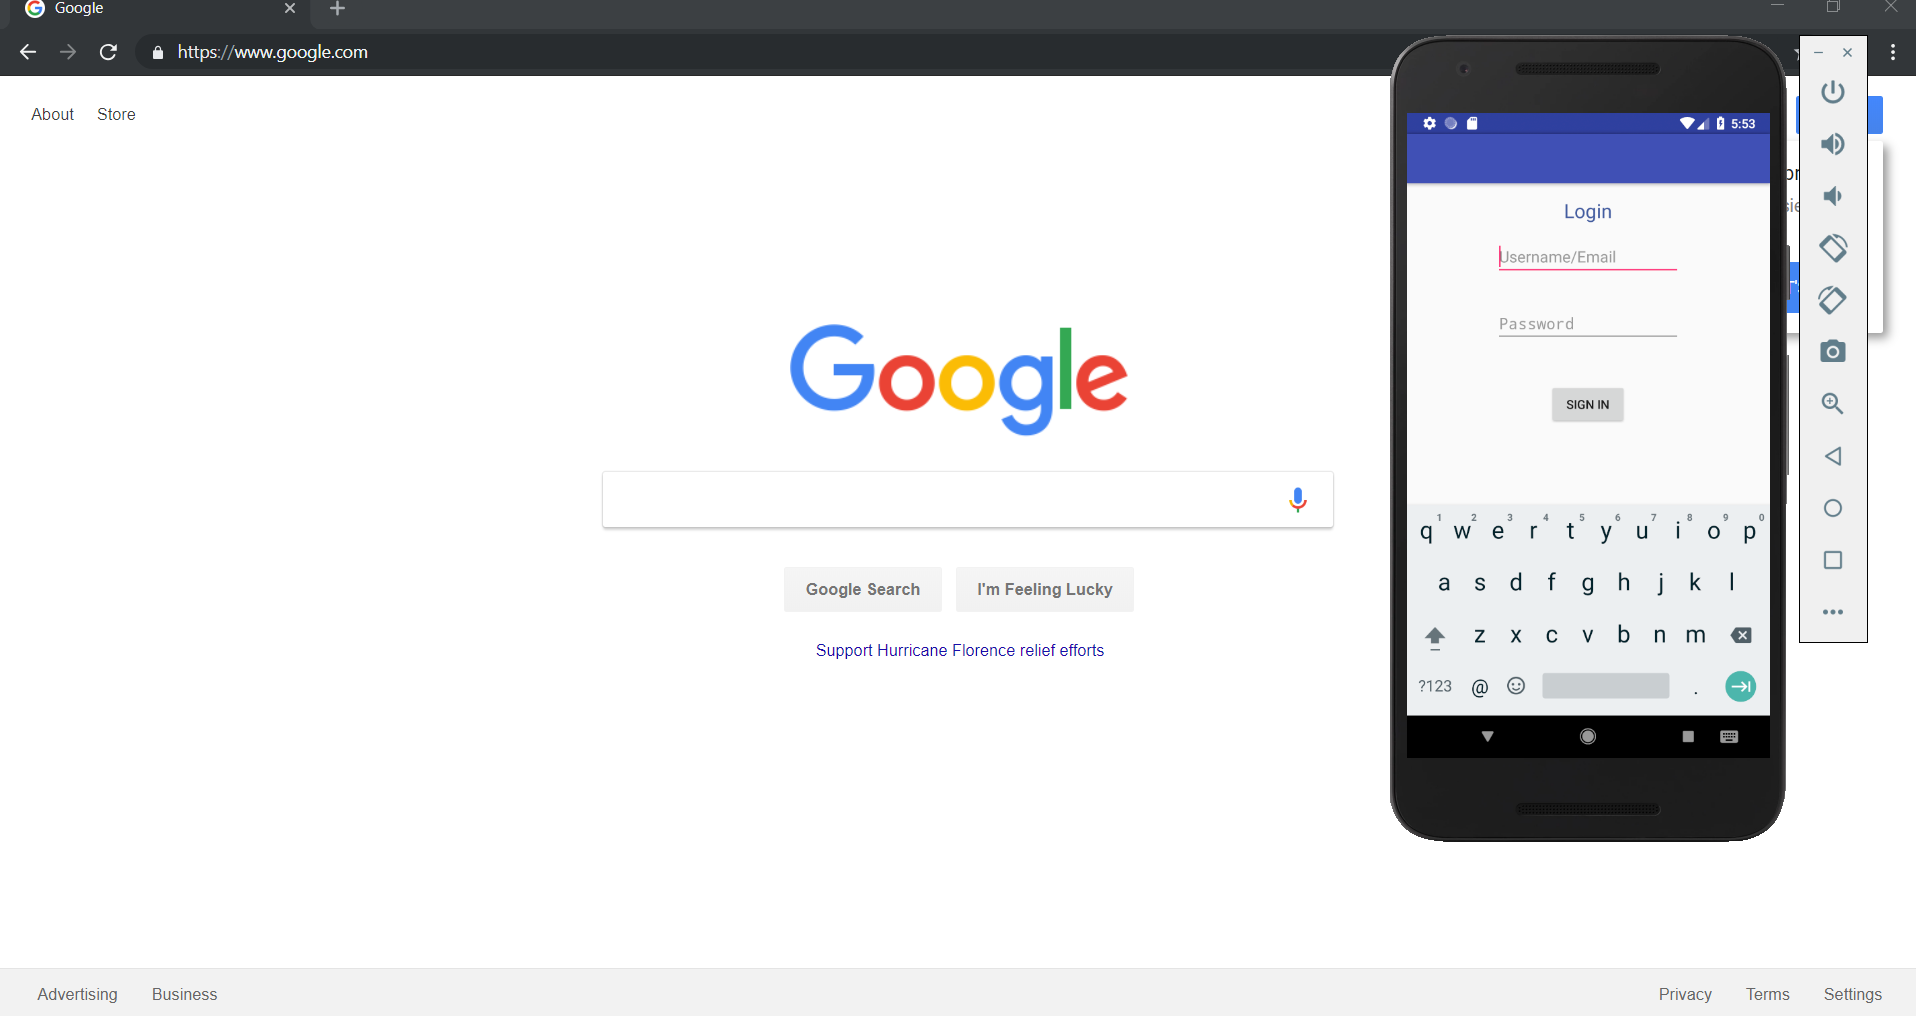 Google
https://www.google.com
About Store
Google
Google Search I'm Feeling Lucky
Support Hurricane Florence relief efforts
Advertising Business
Privacy Terms Settings
5:53
Login
Username/Email
Password
SIGN IN
1 2 3 4 5 6 7 8 9 0
q w e r t y u i o p
a s d f g h j k l
z x c v b n m
?123 @ .